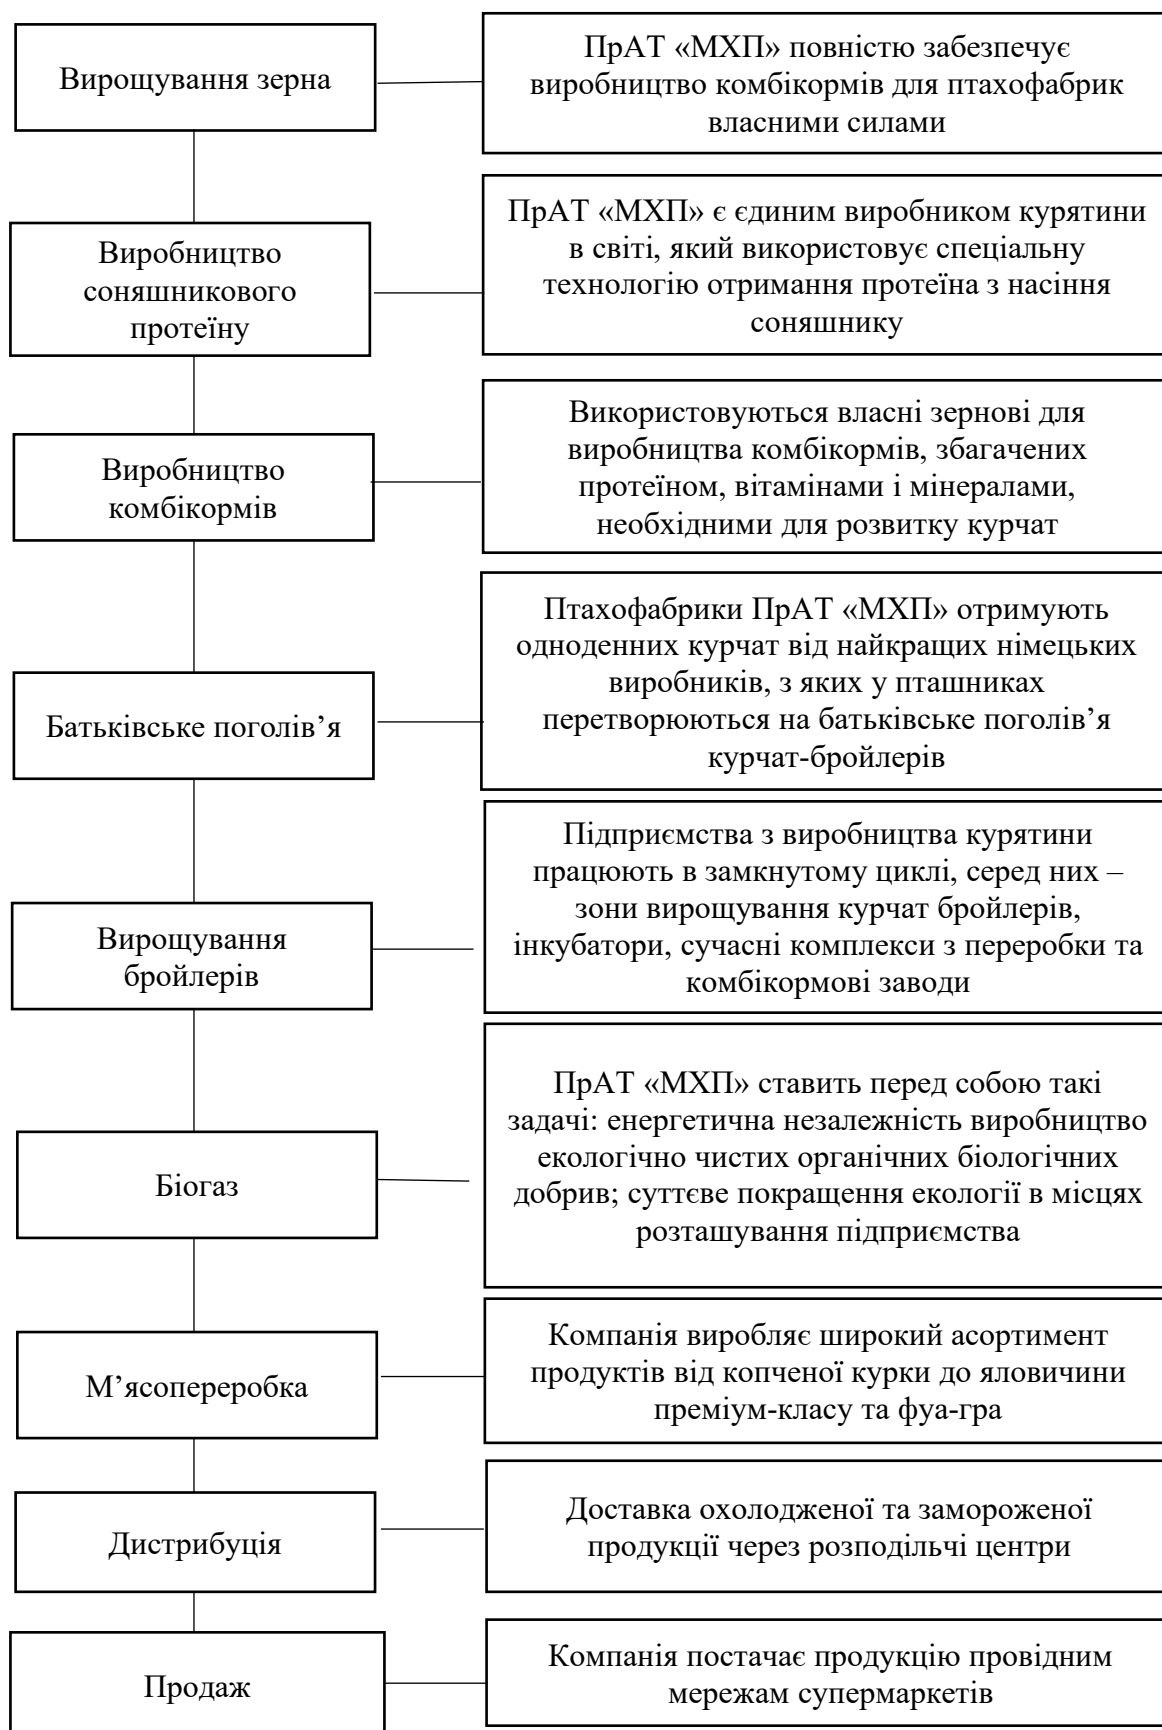 Вирощування зерна
ПрАТ «МХП» повністю забезпечує
виробництво комбікормів для птахофабрик
власними силами
Виробництво
соняшникового
протеїну
ПрАТ «МХП» є єдиним виробником курятини
в світі, який використовує спеціальну
технологію отримання протеїна з насіння
соняшнику
Виробництво
комбікормів
Використовуються власні зернові для
виробництва комбікормів, збагачених
протеїном, вітамінами і мінералами,
необхідними для розвитку курчат
Батьківське поголів’я
Птахофабрики ПрАТ «МХП» отримують
одноденних курчат від найкращих німецьких
виробників, з яких у пташниках
перетворюються на батьківське поголів’я
курчат-бройлерів
Вирощування
бройлерів
Підприємства з виробництва курятини
працюють в замкнутому циклі, серед них –
зони вирощування курчат бройлерів,
інкубатори, сучасні комплекси з переробки та
комбікормові заводи
Біогаз
ПрАТ «МХП» ставить перед собою такі
задачі: енергетична незалежність виробництво
екологічно чистих органічних біологічних
добрив; суттєве покращення екології в місцях
розташування підприємства
М’ясопереробка
Компанія виробляє широкий асортимент
продуктів від копченої курки до яловичини
преміум-класу та фуа-гра
Дистрибуція
Доставка охолодженої та замороженої
продукції через розподільчі центри
Продаж
Компанія постачає продукцію провідним
мережам супермаркетів